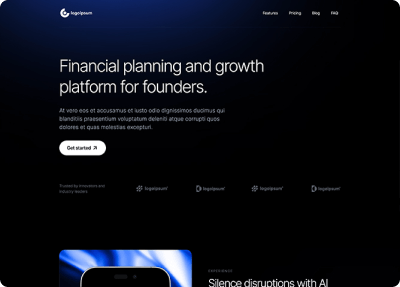 logoipsum
Features Pricing Blog FAQ
Financial planning and growth
platform for founders.
At vero eos et accusamus et iusto odio dignissimos ducimus qui
blanditiis praesentium voluptatum deleniti atque corrupti quos
dolores et quas molestias excepturi.
Get started
Trusted by innovators and
industry leaders
logoipsum logoipsum logoipsum logoipsum
EXPERIENCE
Silence disruptions with AI